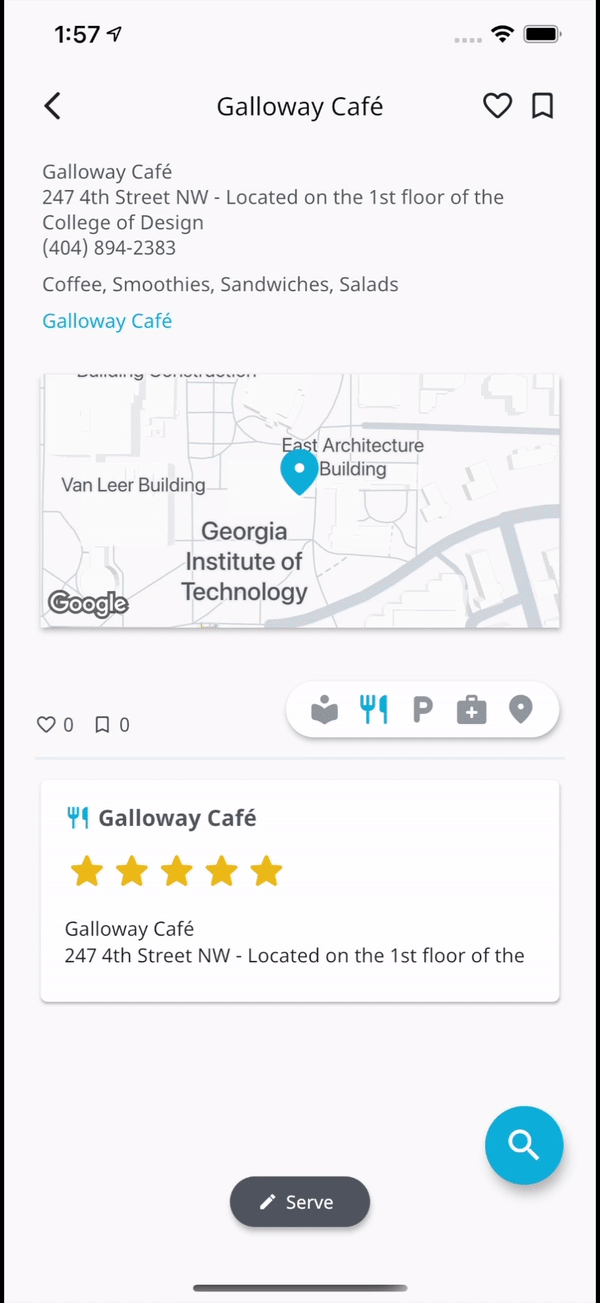 1:57
Galloway Café
Galloway Café
247 4th Street NW - Located on the 1st floor of the
College of Design
(404) 894-2383
Coffee, Smoothies, Sandwiches, Salads
Galloway Café
Building Construction
East Architecture
Building
Van Leer Building
Georgia
Institute of
Technology
Google
0 0
P
Galloway Café
Galloway Café
247 4th Street NW - Located on the 1st floor of the
Serve